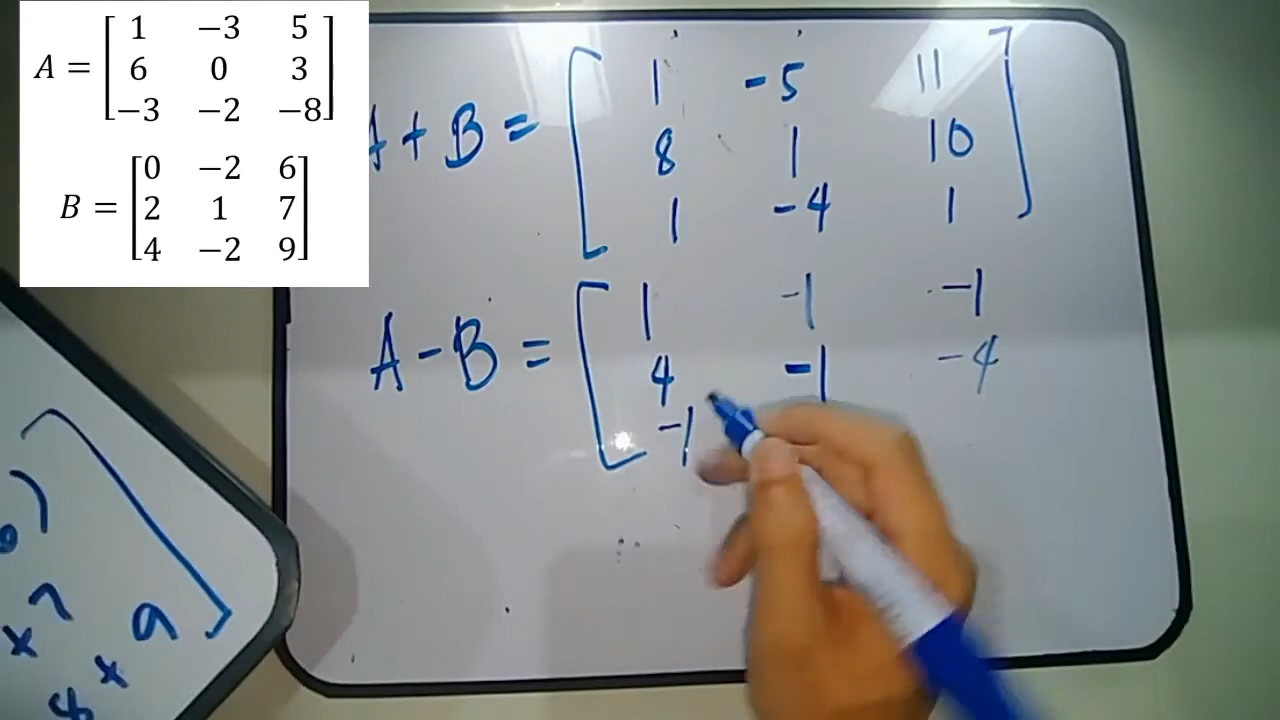 A = [1 −3 5
6 0 3
−3 −2 −8]
B = [0 −2 6
2 1 7
4 −2 9]
A + B = [1 -5 11
8 1 10
1 -4 1]
A - B = [1 -1 -1
4 -1 -4
-1
7
x 9
x